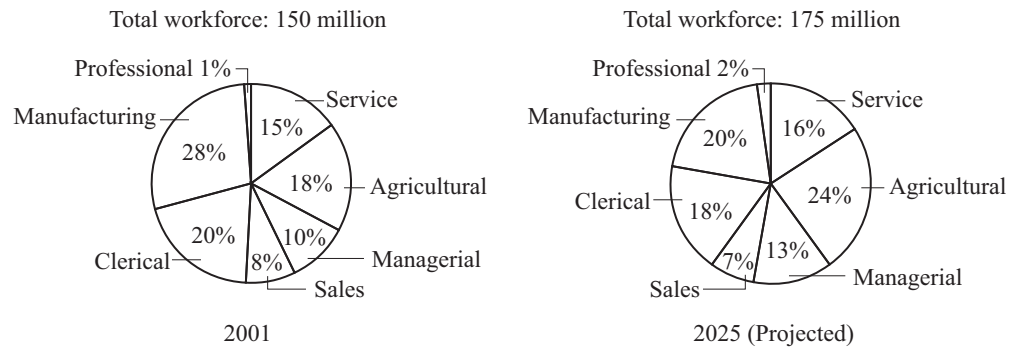 Total workforce: 150 million
Professional 1%
Service
Manufacturing
15%
28%
18%
Agricultural
20%
10%
Clerical
8%
Managerial
Sales
2001
Total workforce: 175 million
Professional 2%
Service
Manufacturing
16%
20%
24%
Agricultural
Clerical
18%
13%
7%
Managerial
Sales
2025 (Projected)